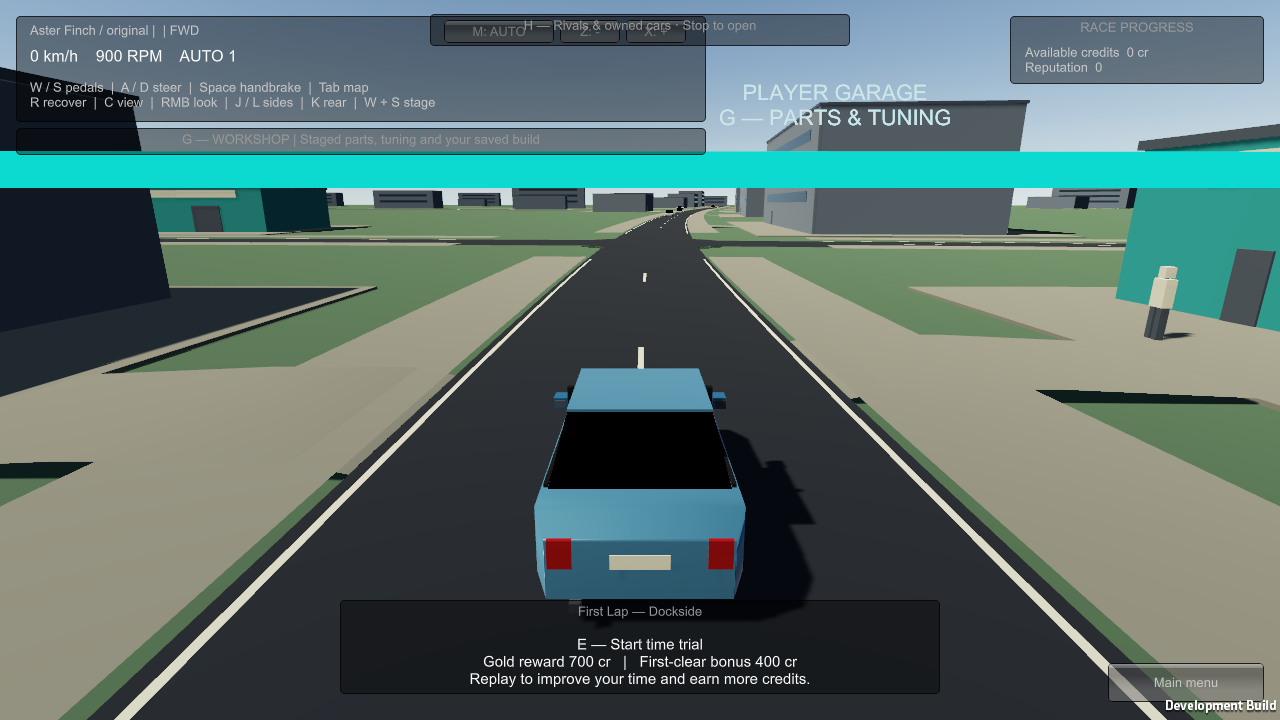 Aster Finch / original | | FWD
0 km/h 900 RPM AUTO 1
W / S pedals | A / D steer | Space handbrake | Tab map
R recover | C view | RMB look | J / L sides | K rear | W + S stage
G — WORKSHOP | Staged parts, tuning and your saved build
H — Rivals & owned cars · Stop to open
M: AUTO Z: - X: +
RACE PROGRESS
Available credits 0 cr
Reputation 0
PLAYER GARAGE
G — PARTS & TUNING
First Lap — Dockside
E — Start time trial
Gold reward 700 cr | First-clear bonus 400 cr
Replay to improve your time and earn more credits.
Main menu
Development Build